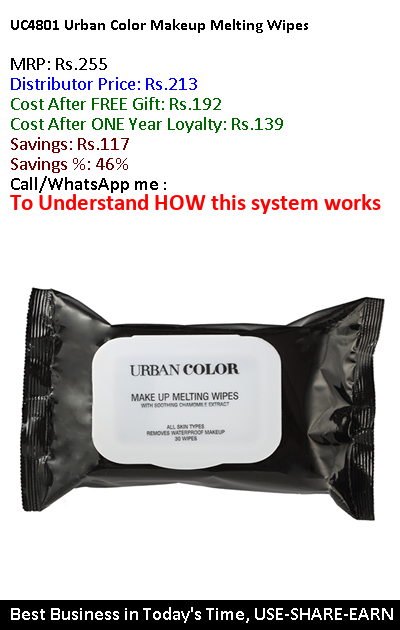 UC4801 Urban Color Makeup Melting Wipes
MRP: Rs.255
Distributor Price: Rs.213
Cost After FREE Gift: Rs.192
Cost After ONE Year Loyalty: Rs.139
Savings: Rs.117
Savings %: 46%
Call/WhatsApp me :
To Understand HOW this system works
URBAN COLOR
MAKE UP MELTING WIPES
WITH SOOTHING CHAMOMILE EXTRACT
ALL SKIN TYPES
REMOVES WATERPROOF MAKEUP
30 WIPES
Best Business in Today's Time, USE-SHARE-EARN